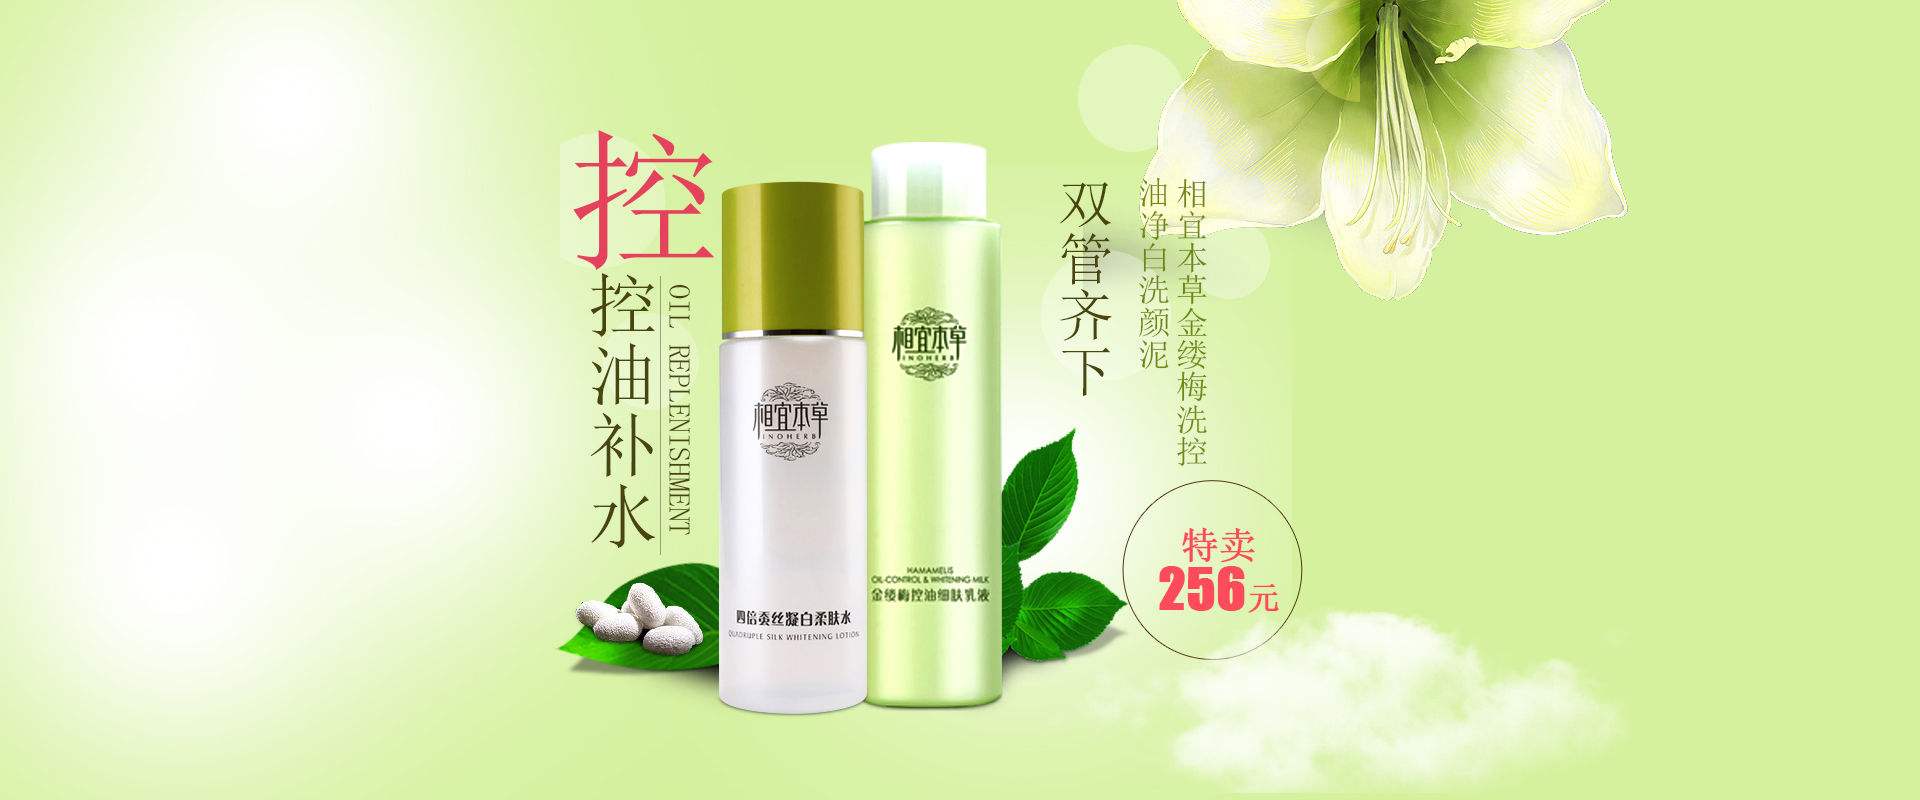 控
控油补水
OIL REPLENISHMENT
相宜本草
INOHERB
四倍蚕丝凝白柔肤水
QUADRUPLE SILK WHITENING LOTION
相宜本草
INOHERB
HAMAMELIS
OIL-CONTROL & WHITENING MILK
金缕梅控油细肤乳液
双管齐下
相宜本草金缕梅洗控
油净白洗颜泥
特卖
256元